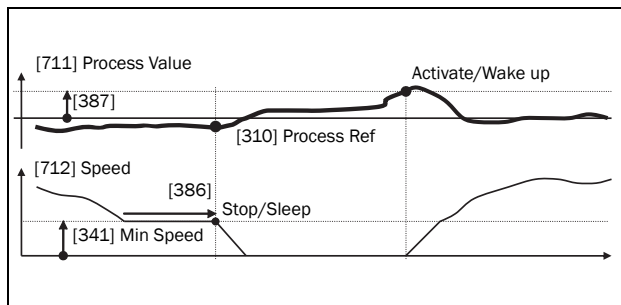 [711] Process Value
Activate/Wake up
[387]
[310] Process Ref
[712] Speed
[386]
Stop/Sleep
[341] Min Speed